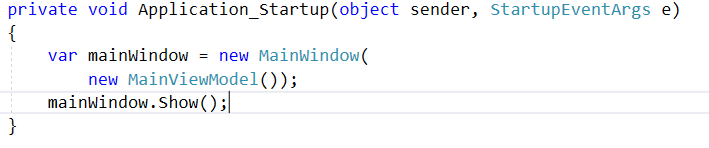 private void Application_Startup(object sender, StartupEventArgs e)
{
    var mainWindow = new MainWindow(
        new MainViewModel());
    mainWindow.Show();
}